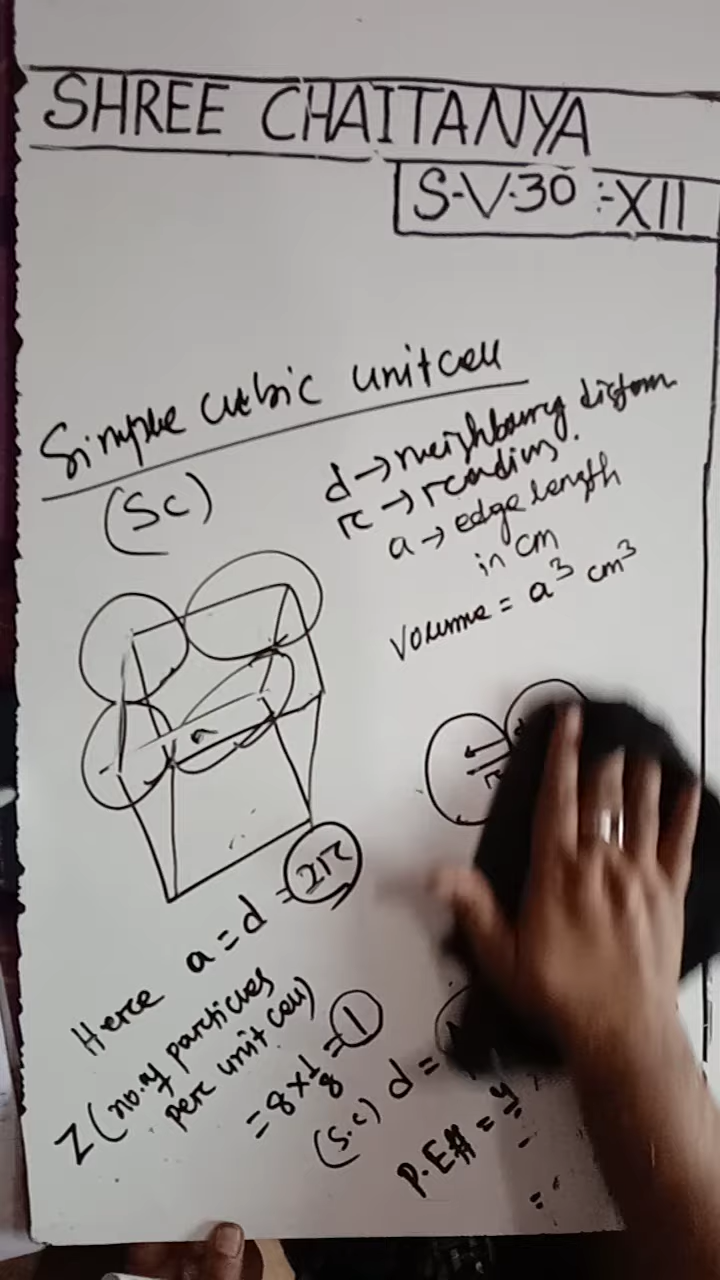 SHREE CHAITANYA
S.V.30 :-XII
Simple cubic unitcell
(SC)
d → neighbouring
r → radius.
a → edge length
in cm
Volume = a³ cm³
a
r
Here a = d = 2r
Z (no. of particles
per unit cell)
= 8 × 1/8 = 1
(S.C) d =
P.Eff =
=